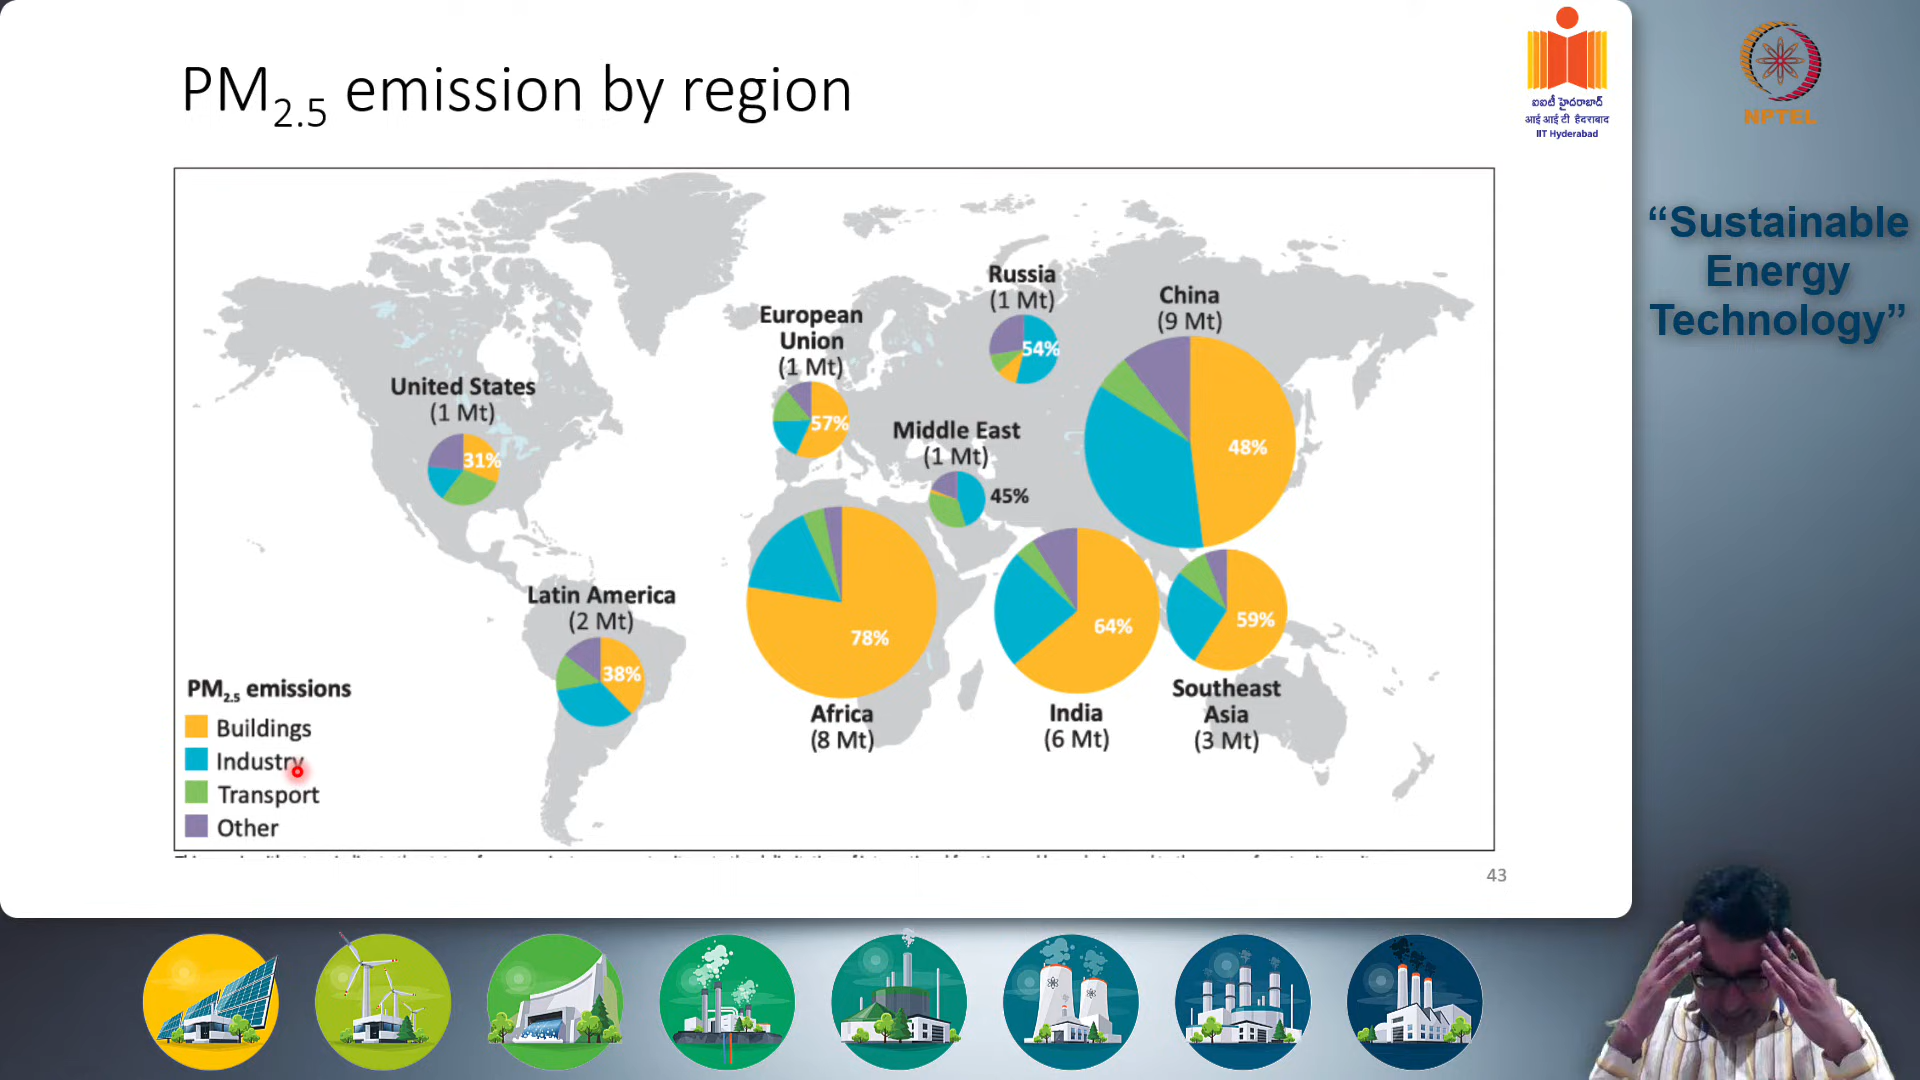 PM2.5 emission by region
ఐఐటీ హైదరాబాద్
आई आई टी हैदराबाद
IIT Hyderabad
NPTEL
“Sustainable
Energy
Technology”
Russia
(1 Mt)
China
(9 Mt)
European
Union
(1 Mt)
54%
United States
(1 Mt)
57%
Middle East
(1 Mt)
48%
31%
45%
Latin America
(2 Mt)
38%
78%
64%
59%
PM2.5 emissions
Buildings
Industry
Transport
Other
Africa
(8 Mt)
India
(6 Mt)
Southeast
Asia
(3 Mt)
43